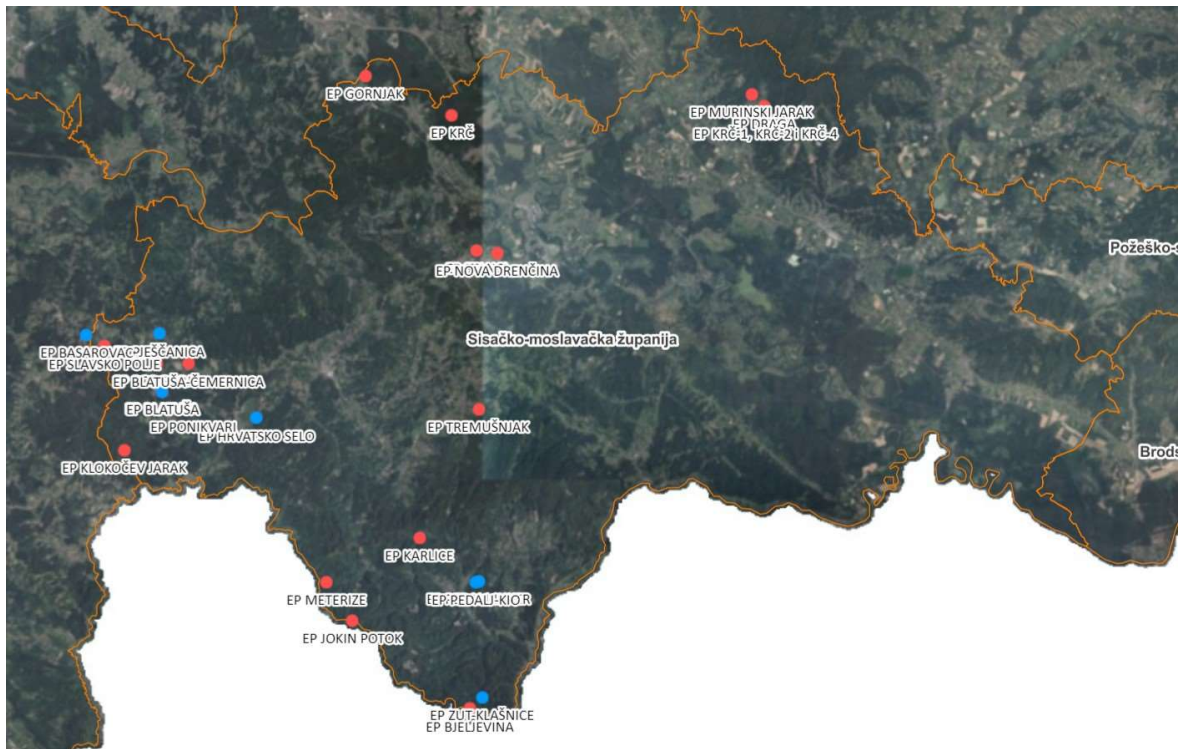 EP GORNJAK
EP KRČ
EP MURINSKI JARAK
EP DRAGA
EP KRČ-1, KRČ-2 i KRČ-4
Požeško-s
EP NOVA DRENČINA
Sisačko-moslavačka županija
EP BASAROVAC
PJEŠČANICA
EP SLAVSKO POLJE
EP BLATUŠA-ČEMERNICA
EP BLATUŠA
EP PONIKVARI
EP HRVATSKO SELO
EP TREMUŠNJAK
Brods
EP KLOKOČEV JARAK
EP KARLICE
EP METERIZE
EP PEDALJ-KIO
EP JOKIN POTOK
EP ZUT-KLAŠNICE
EP BJELJEVINA